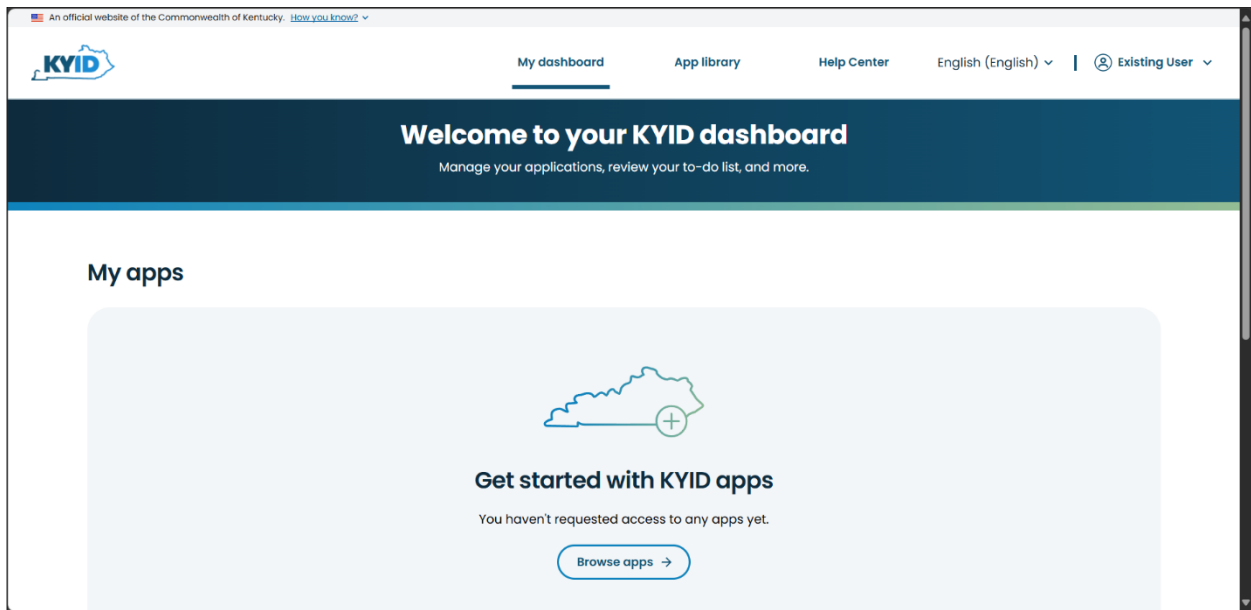 An official website of the Commonwealth of Kentucky. How you know?
KYID
My dashboard
App library
Help Center
English (English)
Existing User
Welcome to your KYID dashboard
Manage your applications, review your to-do list, and more.
My apps
Get started with KYID apps
You haven't requested access to any apps yet.
Browse apps →